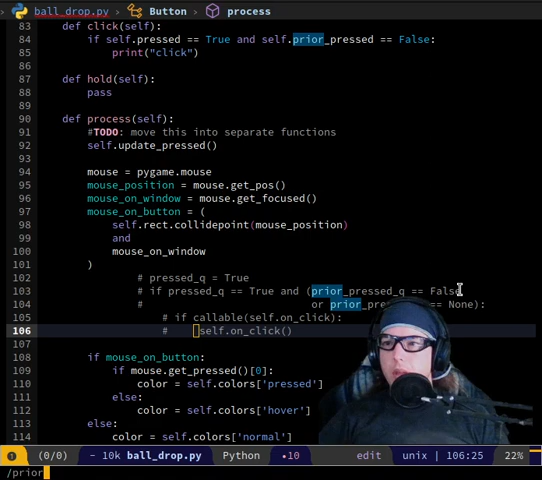 ball_drop.py › Button › process
83 def click(self):
84 if self.pressed == True and self.prior_pressed == False:
85 print("click")
86
87 def hold(self):
88 pass
89
90 def process(self):
91 #TODO: move this into separate functions
92 self.update_pressed()
93
94 mouse = pygame.mouse
95 mouse_position = mouse.get_pos()
96 mouse_on_window = mouse.get_focused()
97 mouse_on_button = (
98 self.rect.collidepoint(mouse_position)
99 and
100 mouse_on_window
101 )
102 # pressed_q = True
103 # if pressed_q == True and (prior_pressed_q == False
104 # or prior_pres == None):
105 # if callable(self.on_click):
106 # self.on_click()
107
108 if mouse_on_button:
109 if mouse.get_pressed()[0]:
110 color = self.colors['pressed']
111 else:
112 color = self.colors['hover']
113 else:
114 color = self.colors['normal']
(0/0) - 10k ball_drop.py Python •10 edit unix | 106:25 22%
/prior